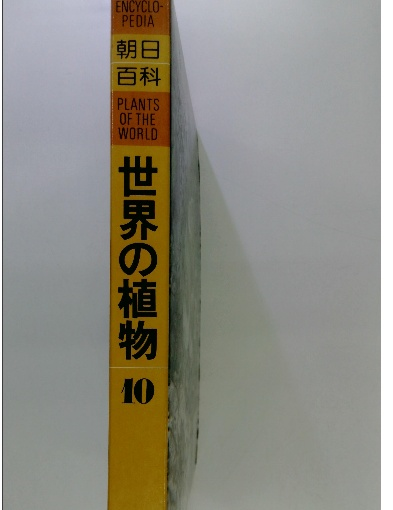 ENCYCLO-
PEDIA
朝日
百科
PLANTS
OF THE
WORLD
世界の植物
10